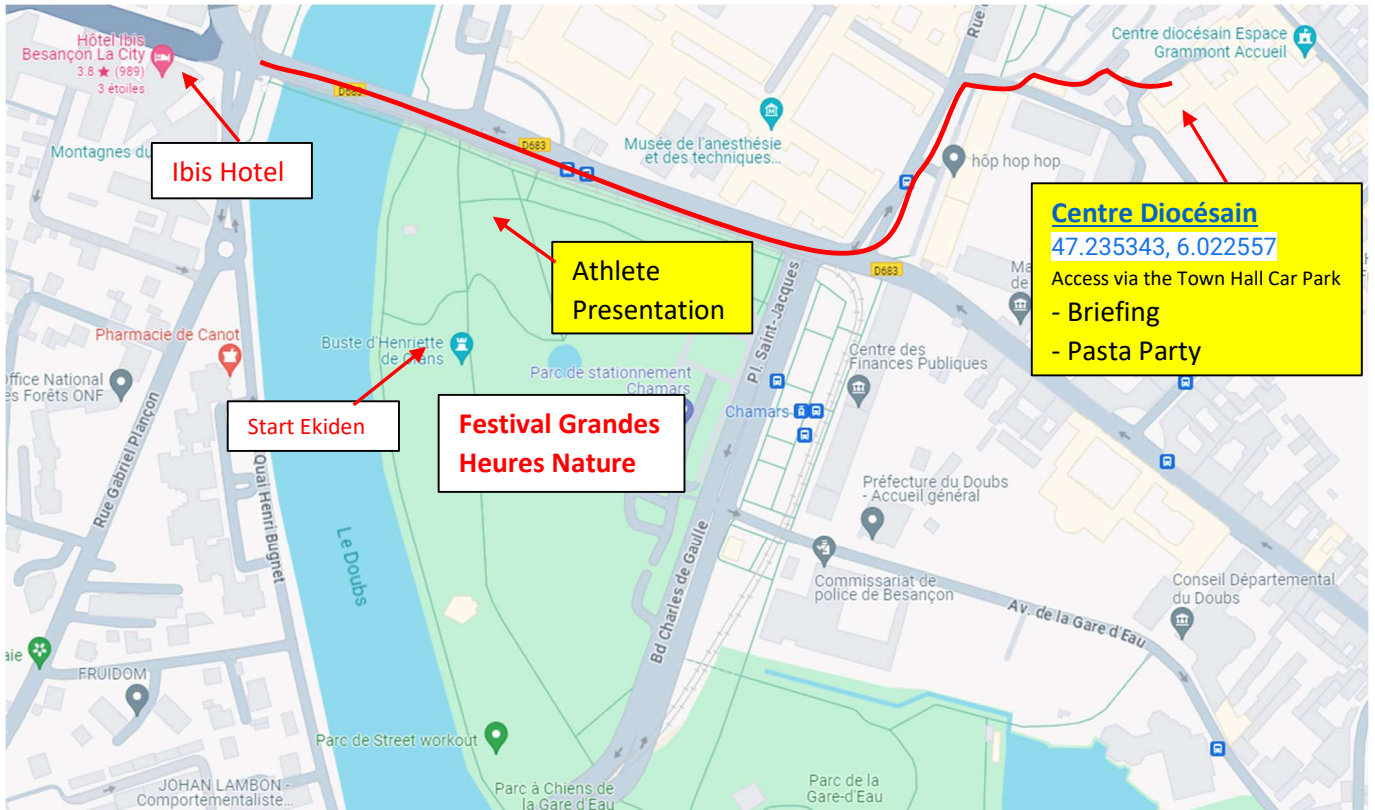 Hôtel Ibis
Besançon La City
3.8 ★ (989)
3 étoiles
Montagnes du
Ibis Hotel
D683
D683
Musée de l'anesthésie
et des techniques...
Rue
Centre diocésain Espace
Grammont Accueil
hôp hop hop
Centre Diocésain
47.235343, 6.022557
Access via the Town Hall Car Park
- Briefing
- Pasta Party
Ma
de
D683
Athlete
Presentation
Pl. Saint-Jacques
Pharmacie de Canot
Buste d'Henriette
de Crans
Parc de stationnement
Chamars
Centre des
Finances Publiques
office National
es Forêts ONF
Start Ekiden
Festival Grandes
Heures Nature
Chamars
Rue Gabriel Plançon
Quai Henri Bugnet
Le Doubs
Préfecture du Doubs
- Accueil général
Bd Charles de Gaulle
Commissariat de
police de Besançon
Av. de la Gare d'Eau
Conseil Départemental
du Doubs
aie
FRUIDOM
Parc de Street workout
JOHAN LAMBON -
Comportementaliste...
Parc à Chiens de
la Gare d'Eau
Parc de la
Gare-d'Eau